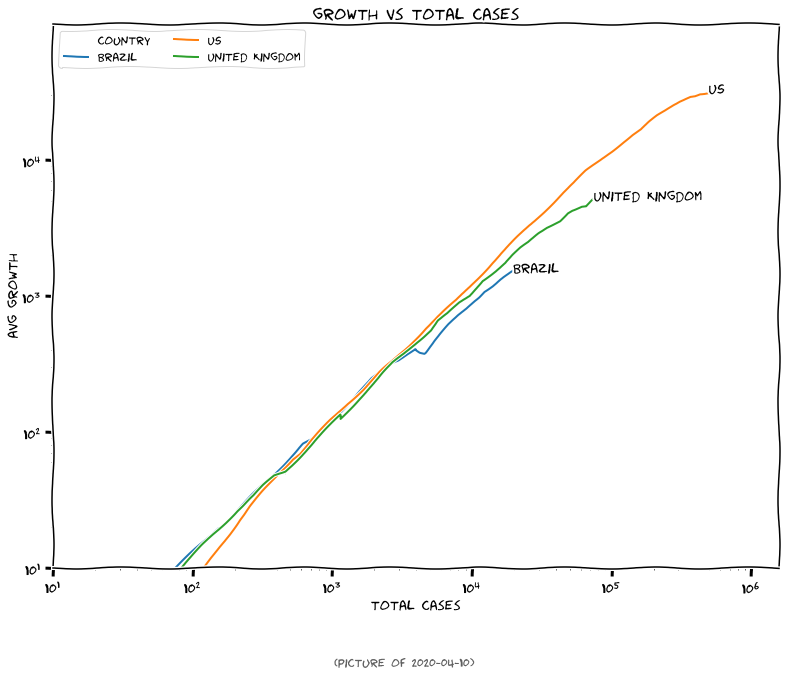 GROWTH VS TOTAL CASES
COUNTRY
BRAZIL
US
UNITED KINGDOM
US
UNITED KINGDOM
BRAZIL
AVG GROWTH
10⁴
10³
10²
10¹
10¹ 10² 10³ 10⁴ 10⁵ 10⁶
TOTAL CASES
(PICTURE OF 2020-04-10)